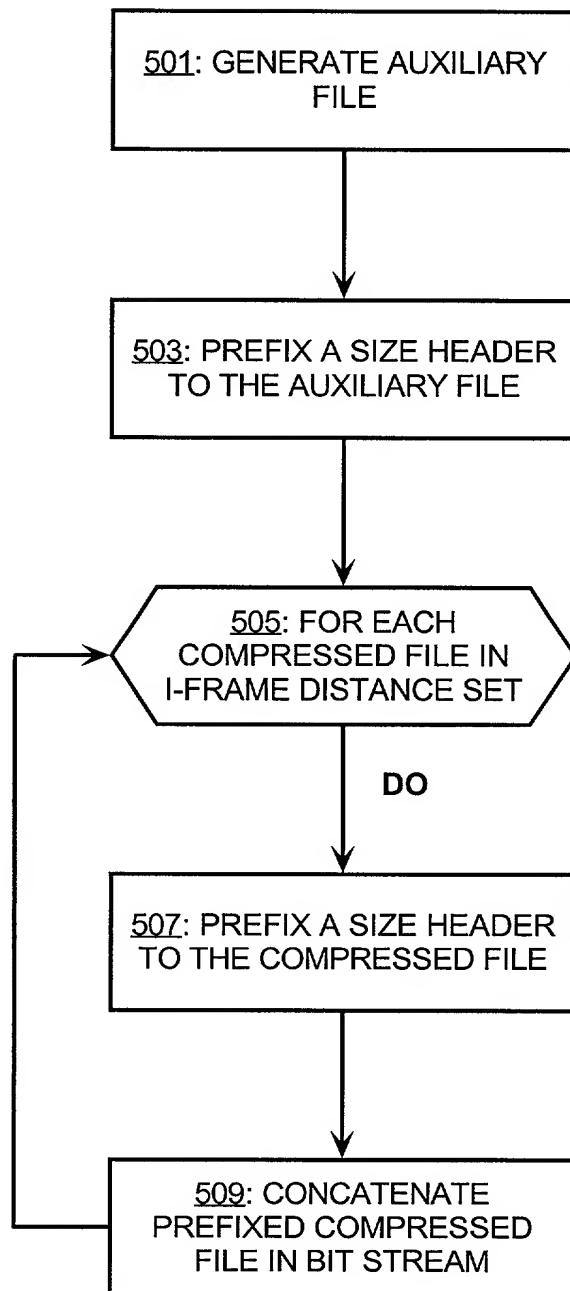 501: GENERATE AUXILIARY
FILE
503: PREFIX A SIZE HEADER
TO THE AUXILIARY FILE
505: FOR EACH
COMPRESSED FILE IN
I-FRAME DISTANCE SET
DO
507: PREFIX A SIZE HEADER
TO THE COMPRESSED FILE
509: CONCATENATE
PREFIXED COMPRESSED
FILE IN BIT STREAM